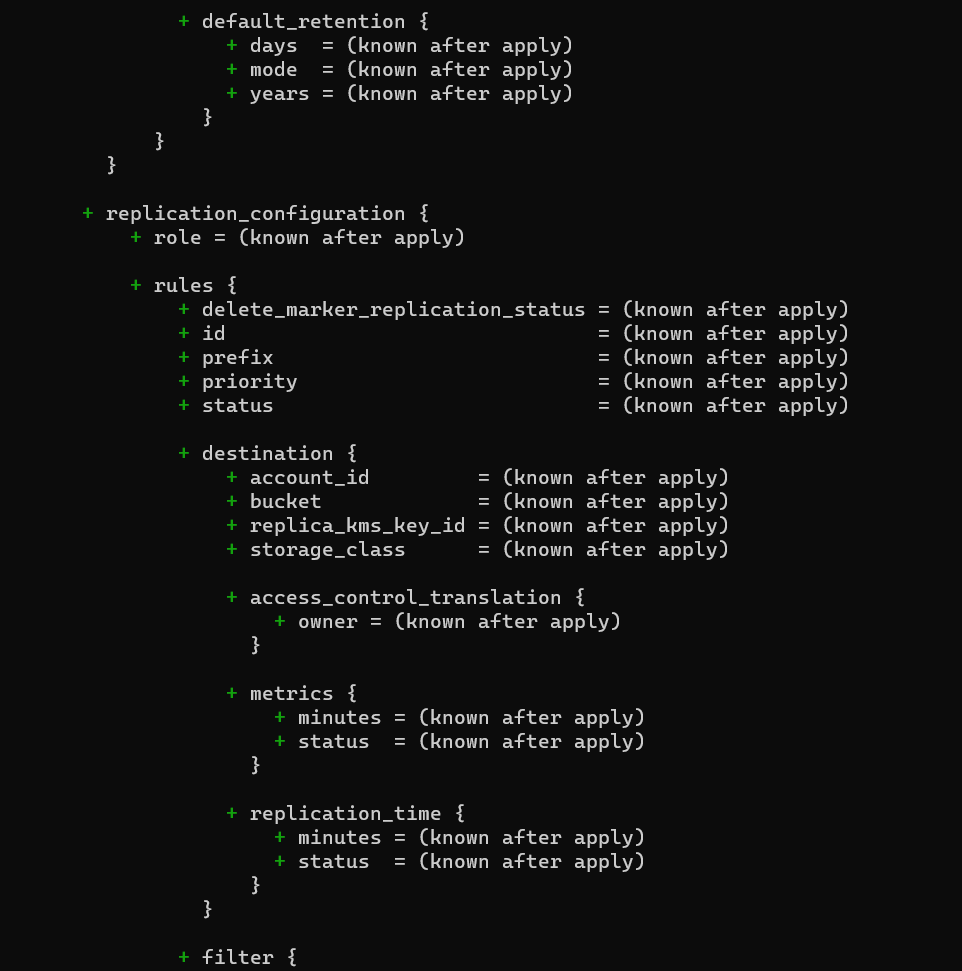 + default_retention {
+ days  = (known after apply)
+ mode  = (known after apply)
+ years = (known after apply)
}
}
}
+ replication_configuration {
+ role = (known after apply)
+ rules {
+ delete_marker_replication_status = (known after apply)
+ id                               = (known after apply)
+ prefix                           = (known after apply)
+ priority                         = (known after apply)
+ status                           = (known after apply)
+ destination {
+ account_id         = (known after apply)
+ bucket             = (known after apply)
+ replica_kms_key_id = (known after apply)
+ storage_class      = (known after apply)
+ access_control_translation {
+ owner = (known after apply)
}
+ metrics {
+ minutes = (known after apply)
+ status  = (known after apply)
}
+ replication_time {
+ minutes = (known after apply)
+ status  = (known after apply)
}
}
+ filter {